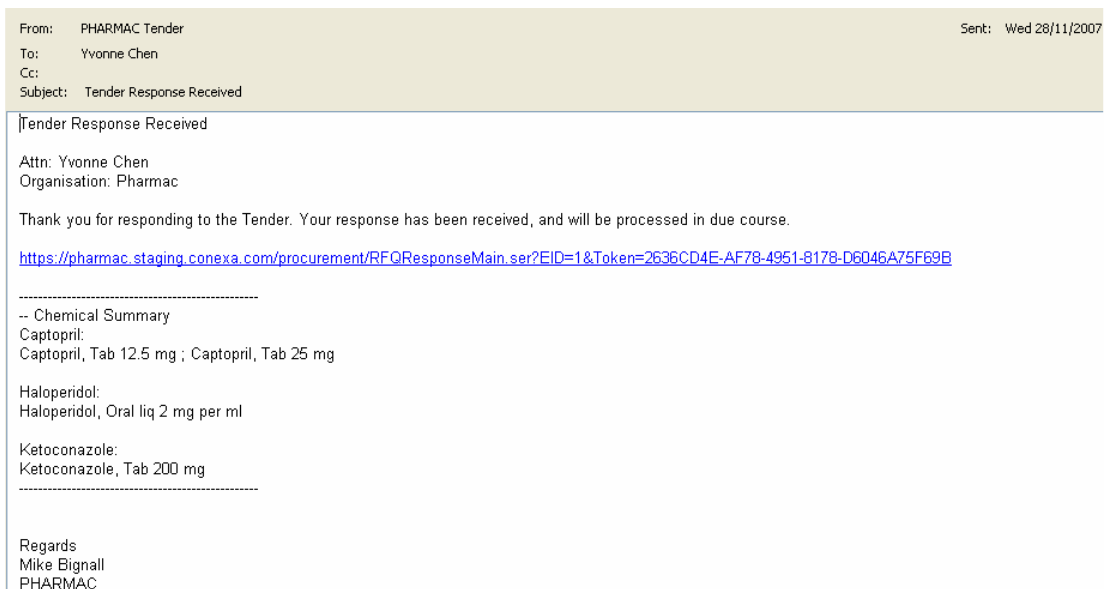 From: PHARMAC Tender Sent: Wed 28/11/2007
To: Yvonne Chen
Cc:
Subject: Tender Response Received
Tender Response Received
Attn: Yvonne Chen
Organisation: Pharmac
Thank you for responding to the Tender. Your response has been received, and will be processed in due course.
https://pharmac.staging.conexa.com/procurement/RFQResponseMain.ser?EID=1&Token=2636CD4E-AF78-4951-8178-D6046A75F69B
--------------------------------------------------
-- Chemical Summary
Captopril:
Captopril, Tab 12.5 mg ; Captopril, Tab 25 mg
Haloperidol:
Haloperidol, Oral liq 2 mg per ml
Ketoconazole:
Ketoconazole, Tab 200 mg
--------------------------------------------------
Regards
Mike Bignall
PHARMAC